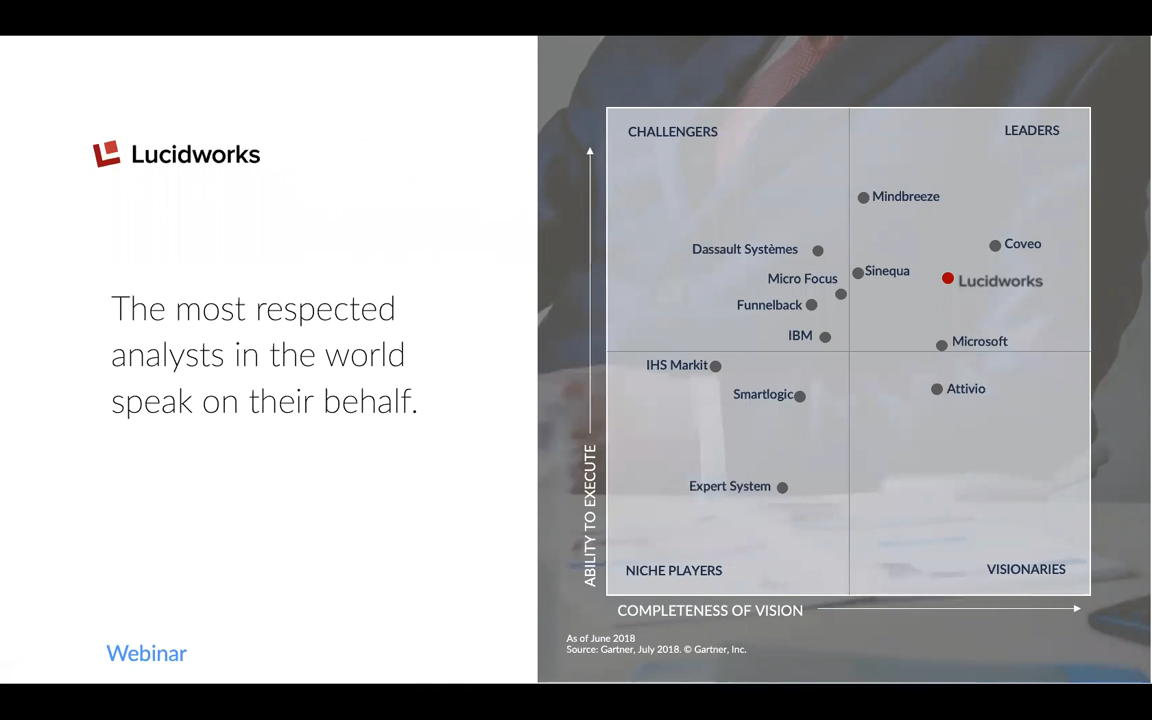 Lucidworks
The most respected
analysts in the world
speak on their behalf.
Webinar
CHALLENGERS
LEADERS
Mindbreeze
Coveo
Dassault Systèmes
Sinequa
Micro Focus
Lucidworks
Funnelback
IBM
Microsoft
IHS Markit
Attivio
Smartlogic
Expert System
NICHE PLAYERS
VISIONARIES
ABILITY TO EXECUTE
COMPLETENESS OF VISION
As of June 2018
Source: Gartner, July 2018. © Gartner, Inc.